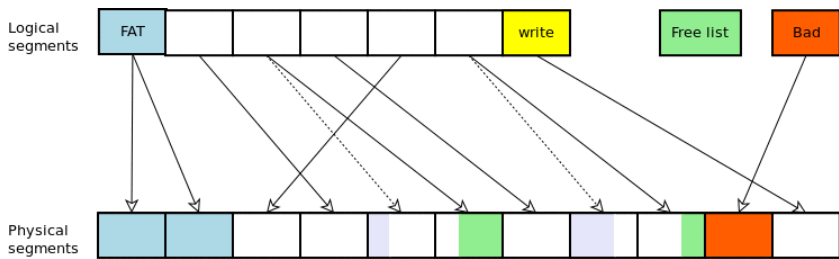 Logical
segments
FAT
write
Free list
Bad
Physical
segments